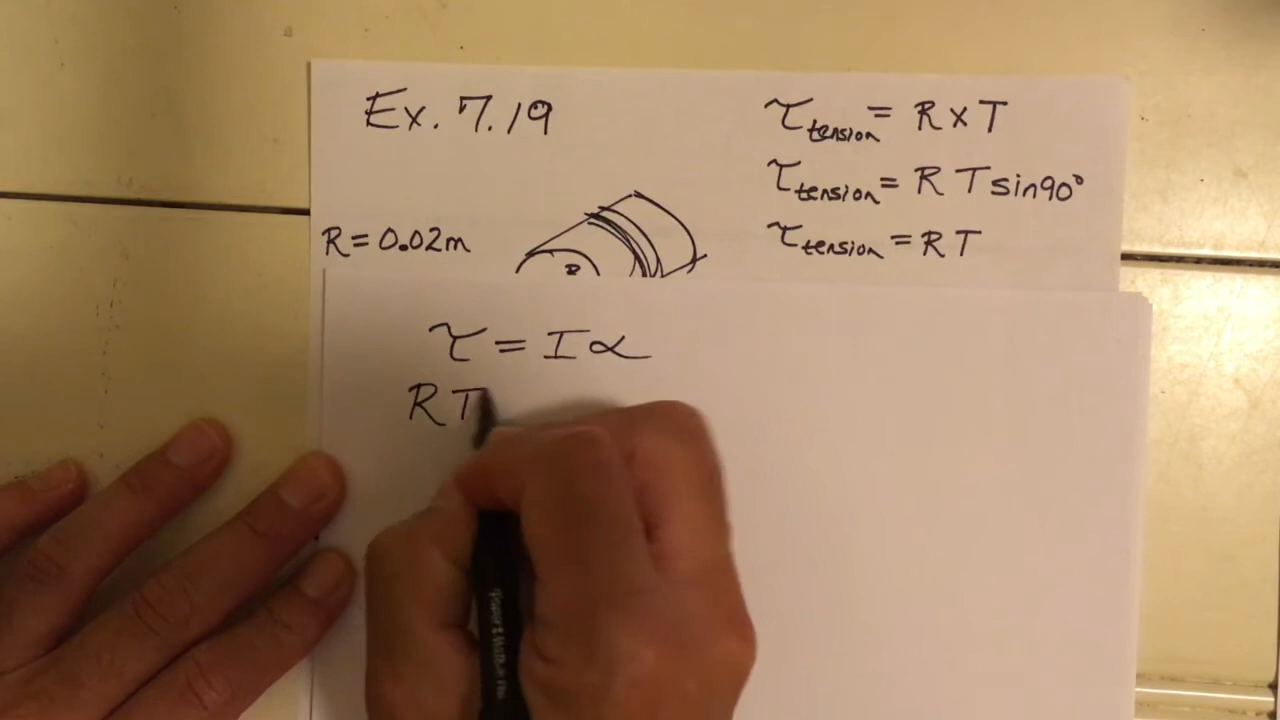 Ex. 7.19
τtension = R x T
τtension = R T sin90°
R = 0.02m
R
τtension = R T
τ = I α
R T